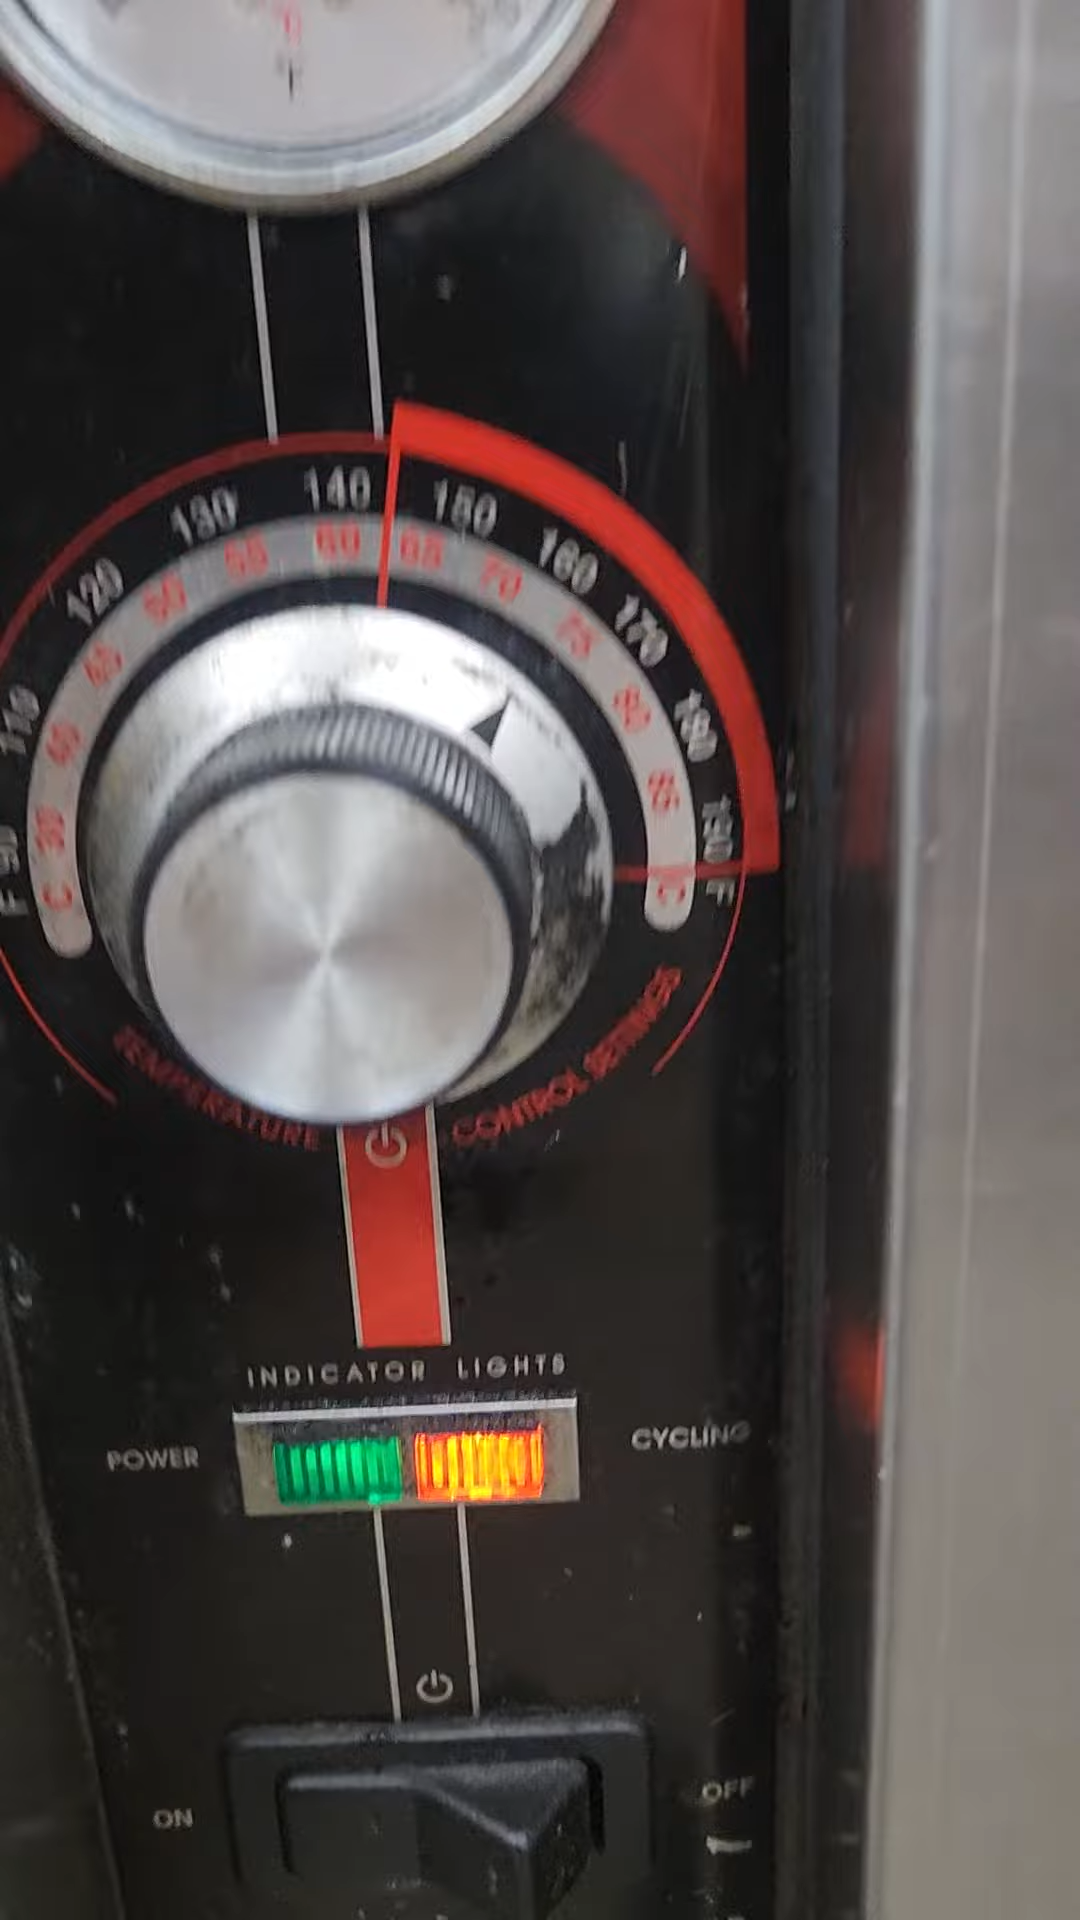 F 90 110 120 130 140 150 160 170 180 190 F
C 30 40 45 50 55 60 65 70 75 80 85 C
TEMPERATURE CONTROL SETTINGS
INDICATOR LIGHTS
POWER CYCLING
ON OFF